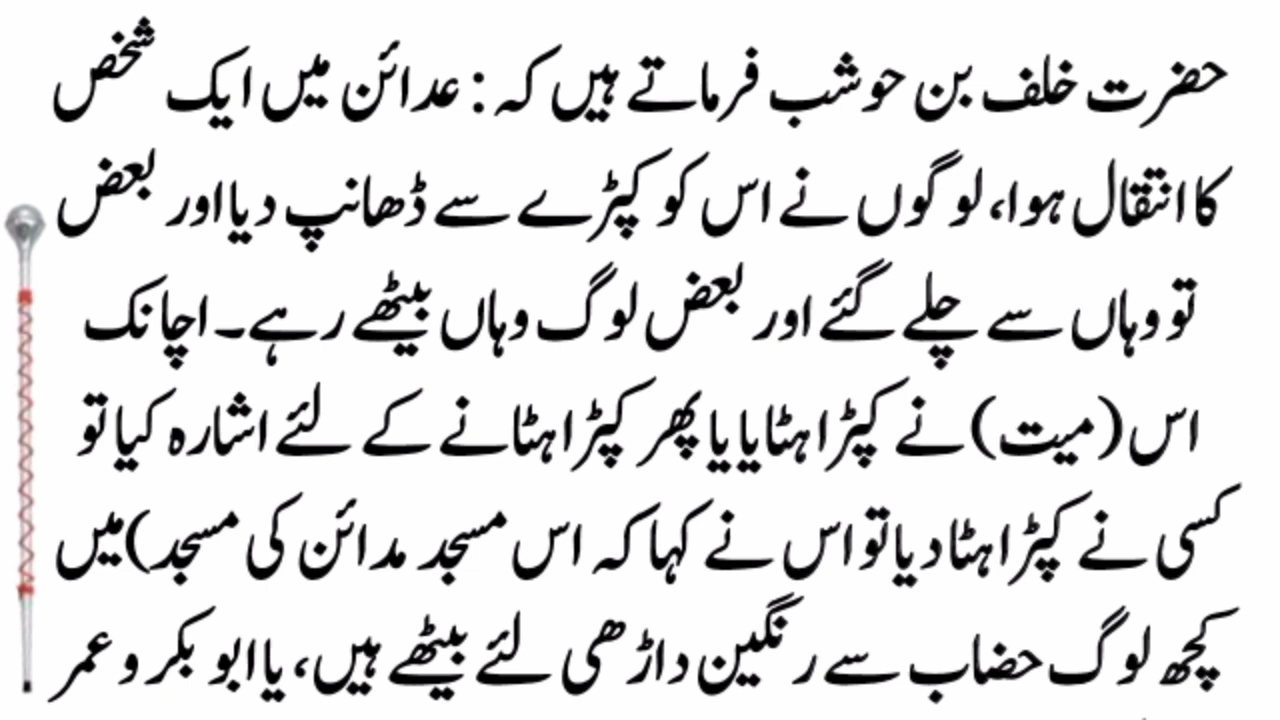 حضرت خلف بن حوشب فرماتے ہیں کہ: عدائن میں ایک شخص
کا انتقال ہوا، لوگوں نے اس کو کپڑے سے ڈھانپ دیا اور بعض
تو وہاں سے چلے گئے اور بعض لوگ وہاں بیٹھے رہے۔ اچانک
اس (میت) نے کپڑا ہٹایا یا پھر کپڑا ہٹانے کے لئے اشارہ کیا تو
کسی نے کپڑا ہٹا دیا تو اس نے کہا کہ اس مسجد مدائن کی مسجد) میں
کچھ لوگ حضاب سے رنگین داڑھی لئے بیٹھے ہیں، یا ابو بکر و عمر